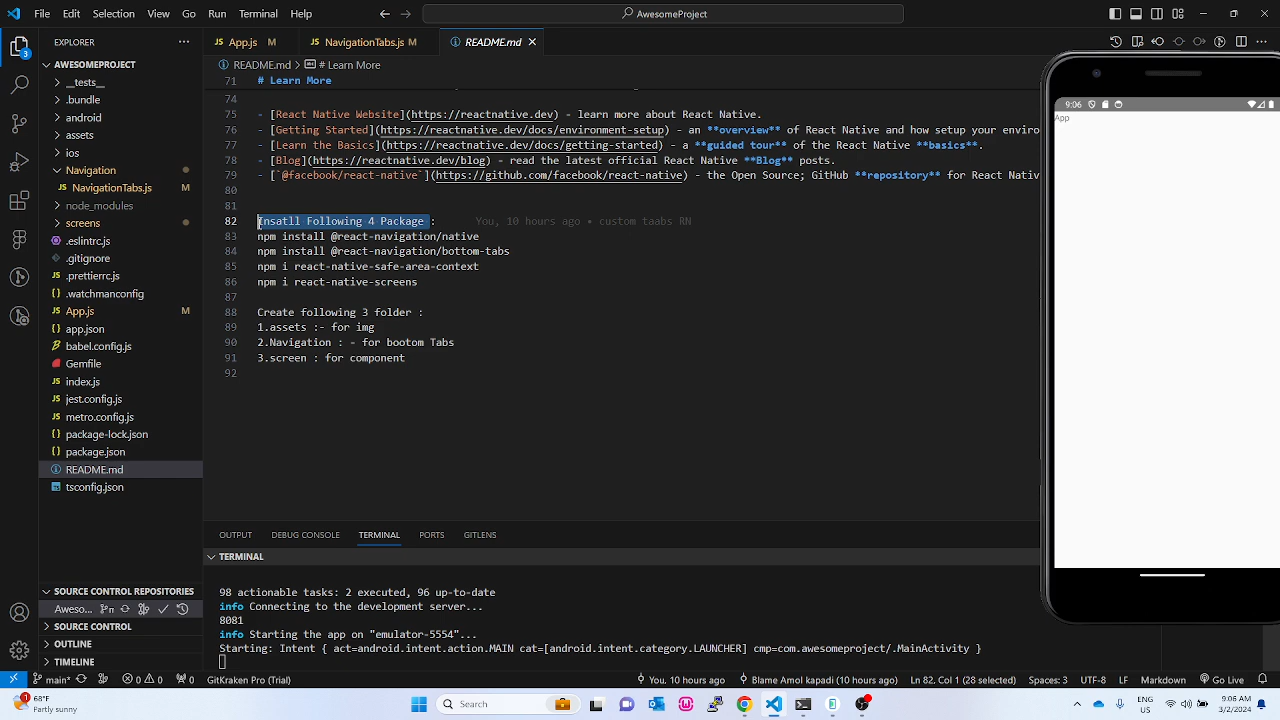 File Edit Selection View Go Run Terminal Help
AwesomeProject
EXPLORER
App.js M
NavigationTabs.js M
README.md
AWESOMEPROJECT
README.md > # Learn More
__tests__
.bundle
android
assets
ios
Navigation
NavigationTabs.js M
node_modules
screens
.eslintrc.js
.gitignore
.prettierrc.js
.watchmanconfig
App.js M
app.json
babel.config.js
Gemfile
index.js
jest.config.js
metro.config.js
package-lock.json
package.json
README.md
tsconfig.json
SOURCE CONTROL REPOSITORIES
Aweso...
SOURCE CONTROL
OUTLINE
TIMELINE
3
71 # Learn More
74
75 - [React Native Website](https://reactnative.dev) - learn more about React Native.
76 - [Getting Started](https://reactnative.dev/docs/environment-setup) - an **overview** of React Native and how setup your enviro
77 - [Learn the Basics](https://reactnative.dev/docs/getting-started) - a **guided tour** of the React Native **basics**.
78 - [Blog](https://reactnative.dev/blog) - read the latest official React Native **Blog** posts.
79 - [`@facebook/react-native`](https://github.com/facebook/react-native) - the Open Source; GitHub **repository** for React Nativ
80
81
82 Insatll Following 4 Package : You, 10 hours ago • custom taabs RN
83 npm install @react-navigation/native
84 npm install @react-navigation/bottom-tabs
85 npm i react-native-safe-area-context
86 npm i react-native-screens
87
88 Create following 3 folder :
89 1.assets :- for img
90 2.Navigation : - for bootom Tabs
91 3.screen : for component
92
OUTPUT DEBUG CONSOLE TERMINAL PORTS GITLENS
TERMINAL
98 actionable tasks: 2 executed, 96 up-to-date
info Connecting to the development server...
8081
info Starting the app on "emulator-5554"...
Starting: Intent { act=android.intent.action.MAIN cat=[android.intent.category.LAUNCHER] cmp=com.awesomeproject/.MainActivity }
9:06
App
main* 0 0 GitKraken Pro (Trial)
You, 10 hours ago Blame Amol kapadi (10 hours ago) Ln 82, Col 1 (28 selected) Spaces: 3 UTF-8 LF Markdown Go Live
68°F
Partly sunny
1
Search
ENG
US
9:06 AM
3/2/2024